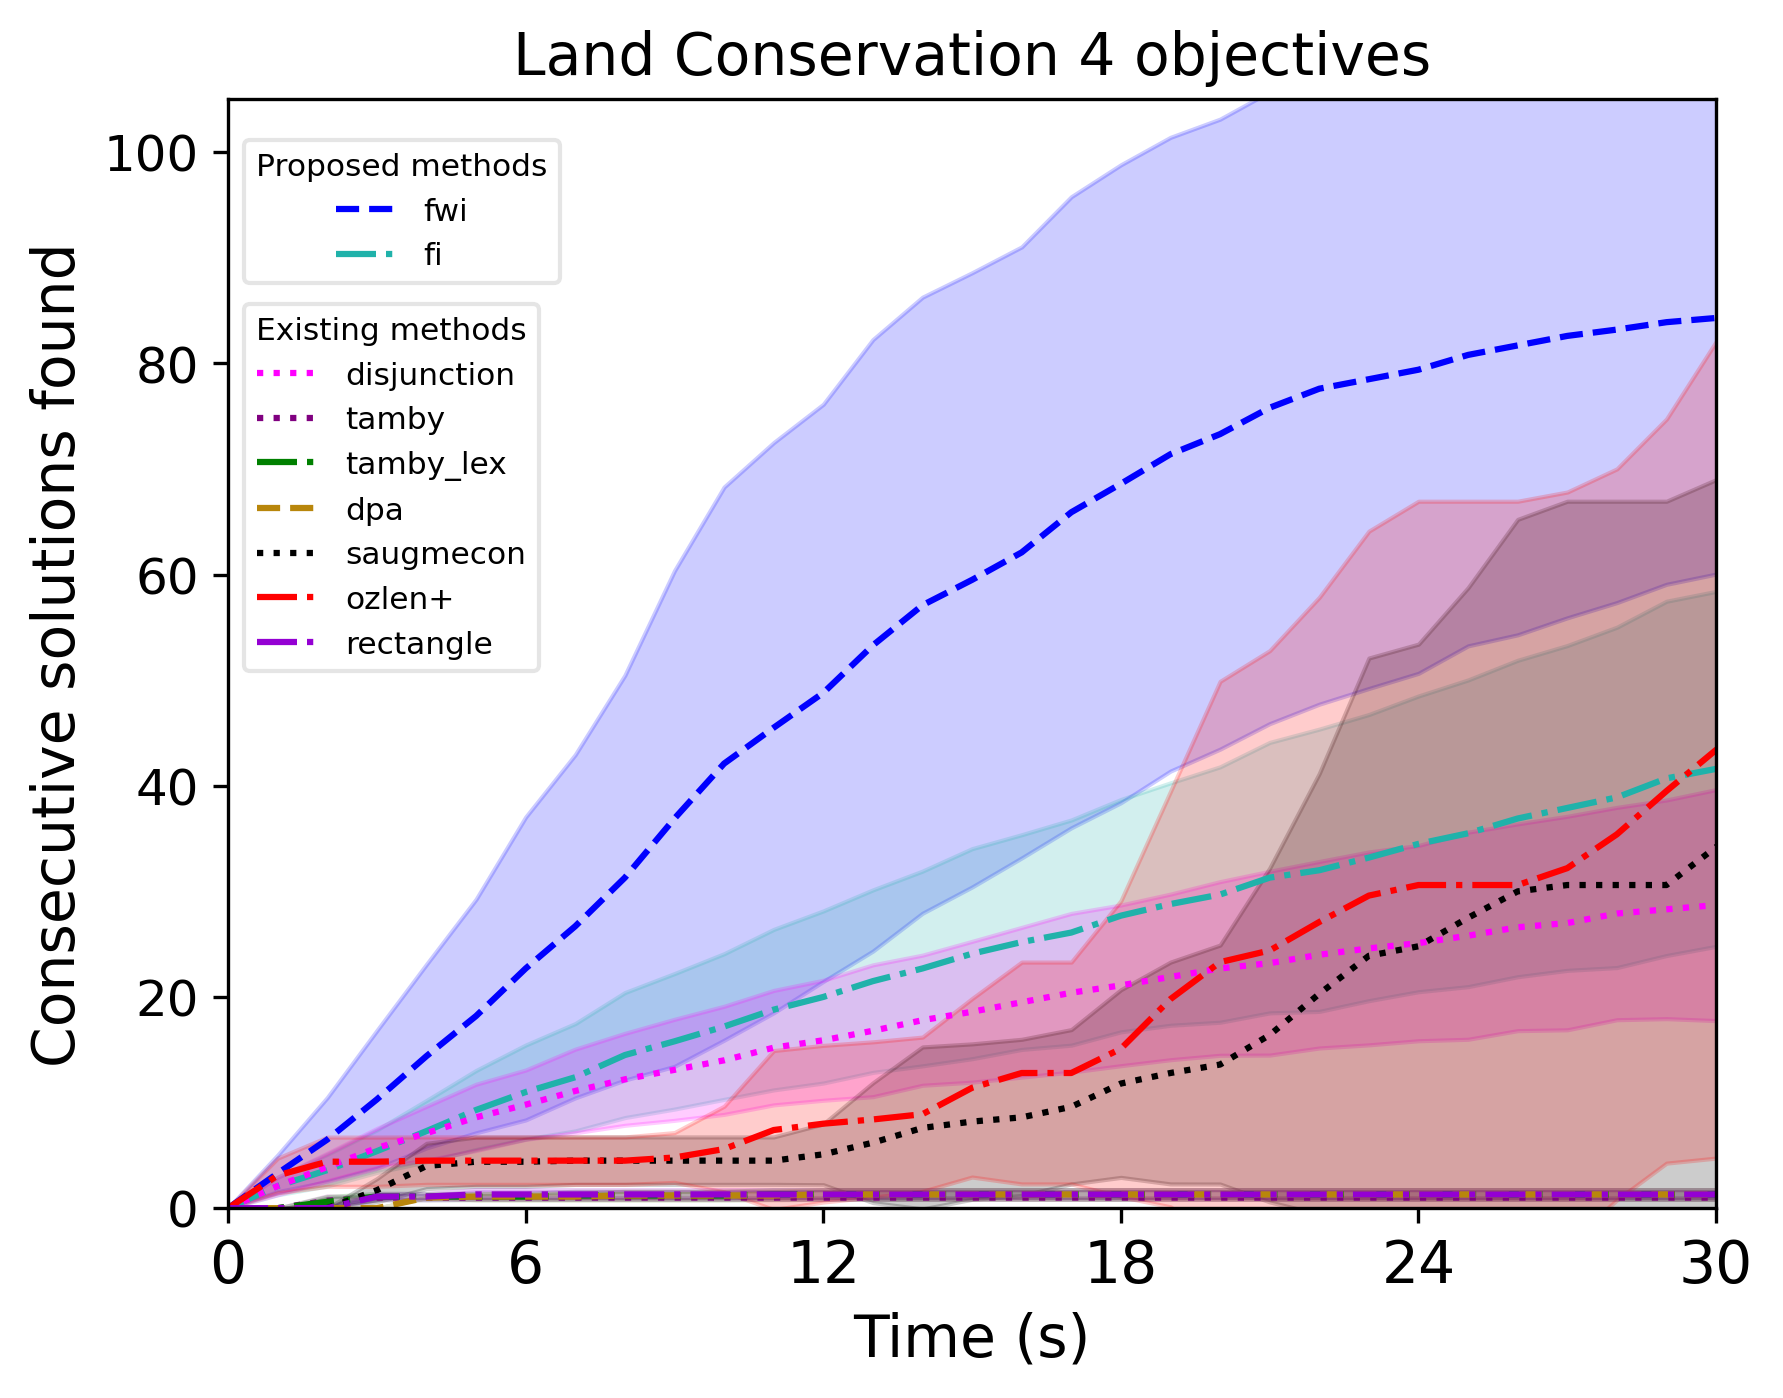 Land Conservation 4 objectives
Consecutive solutions found
100
80
60
40
20
0
Proposed methods
fwi
fi
Existing methods
disjunction
tamby
tamby_lex
dpa
saugmecon
ozlen+
rectangle
0 6 12 18 24 30
Time (s)